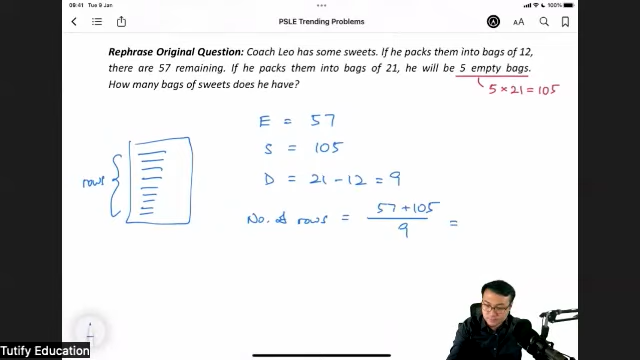 09:41 Tue 9 Jan
PSLE Trending Problems
AA
Rephrase Original Question: Coach Leo has some sweets. If he packs them into bags of 12,
there are 57 remaining. If he packs them into bags of 21, he will be 5 empty bags.
How many bags of sweets does he have?
5 × 21 = 105
E = 57
S = 105
D = 21 - 12 = 9
rows
No. of rows = 57 + 105 / 9 =
Tutify Education